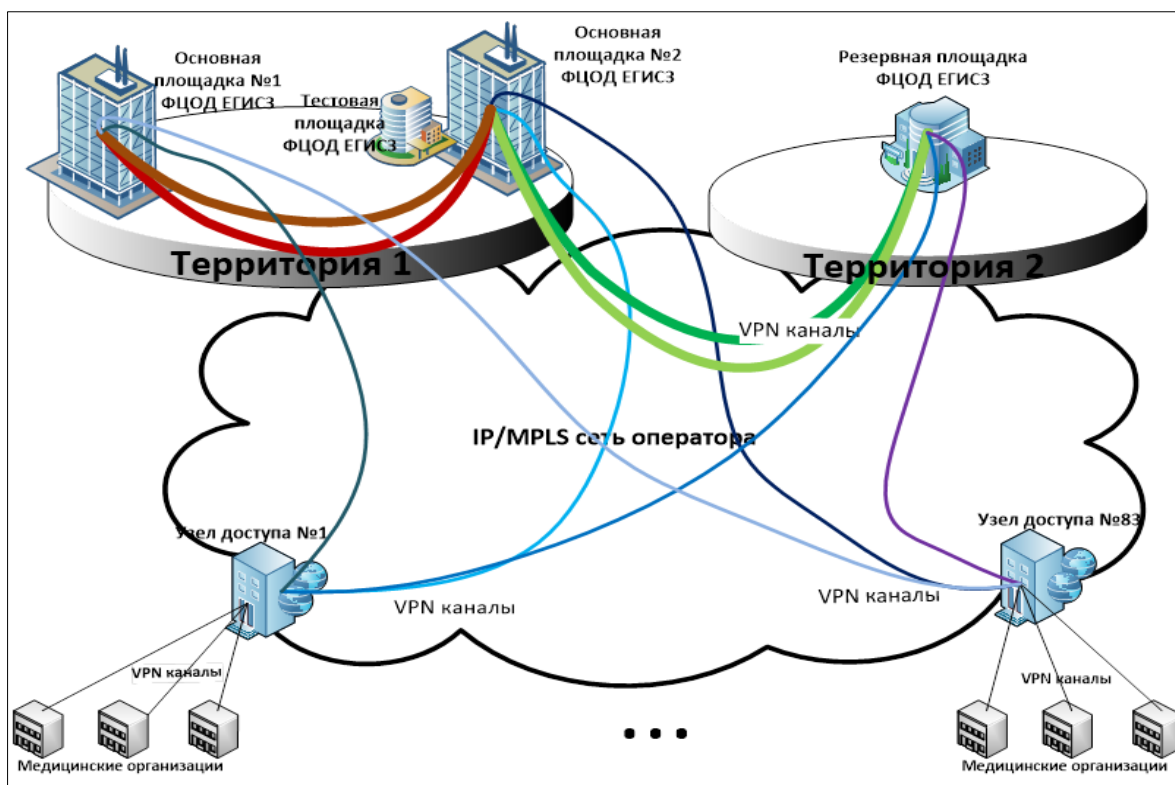 Основная
площадка №1
ФЦОД ЕГИСЗ
Тестовая
площадка
ФЦОД ЕГИСЗ
Основная
площадка №2
ФЦОД ЕГИСЗ
Резервная площадка
ФЦОД ЕГИСЗ
Территория 1
Территория 2
VPN каналы
IP/MPLS сеть оператора
Узел доступа №1
Узел доступа №83
VPN каналы
VPN каналы
VPN каналы
VPN каналы
Медицинские организации
...
Медицинские организации